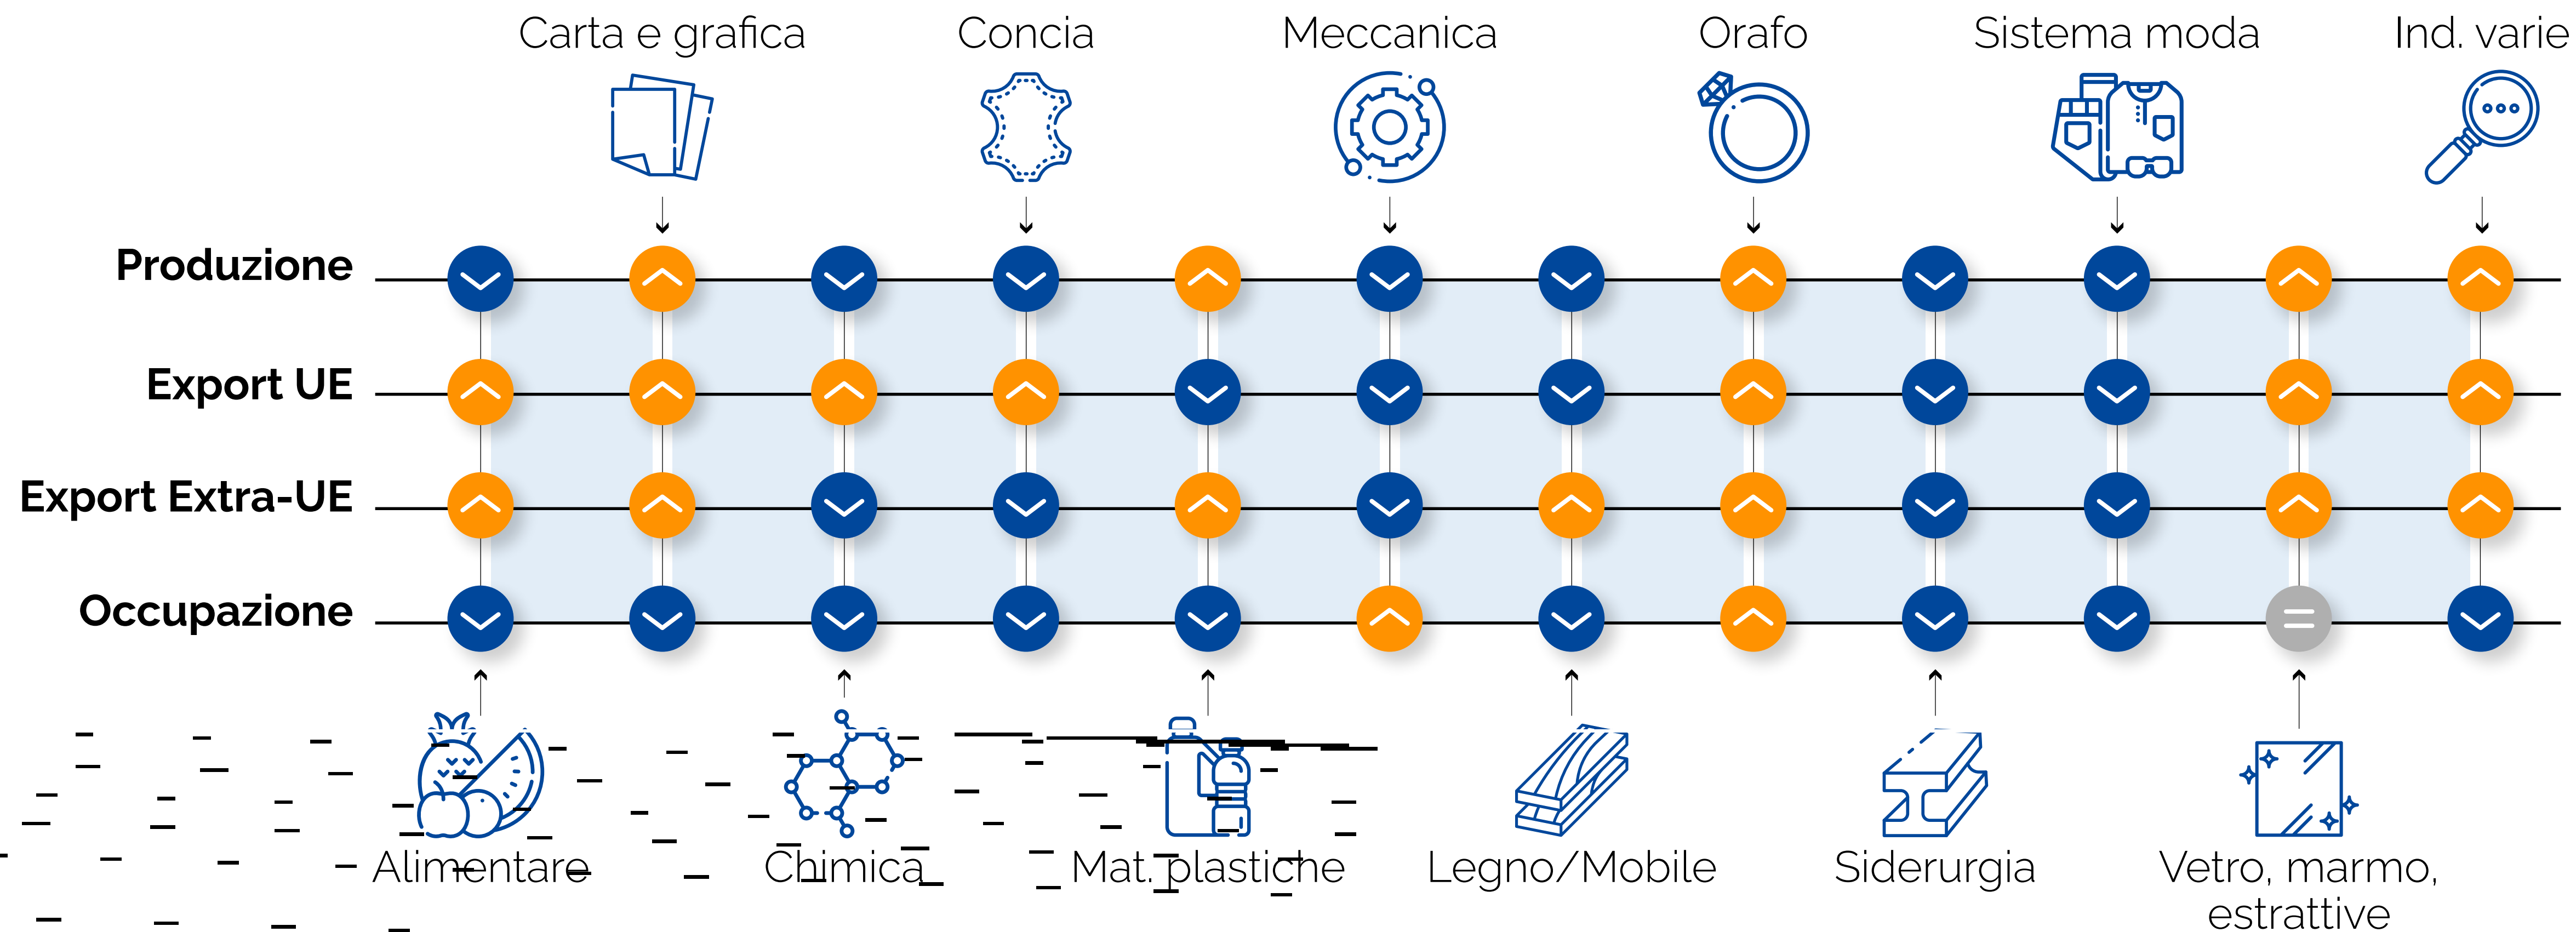 Carta e grafica
Concia
Meccanica
Orafo
Sistema moda
Ind. varie
Produzione
Export UE
Export Extra-UE
Occupazione
Alimentare
Chimica
Mat. plastiche
Legno/Mobile
Siderurgia
Vetro, marmo,
estrattive